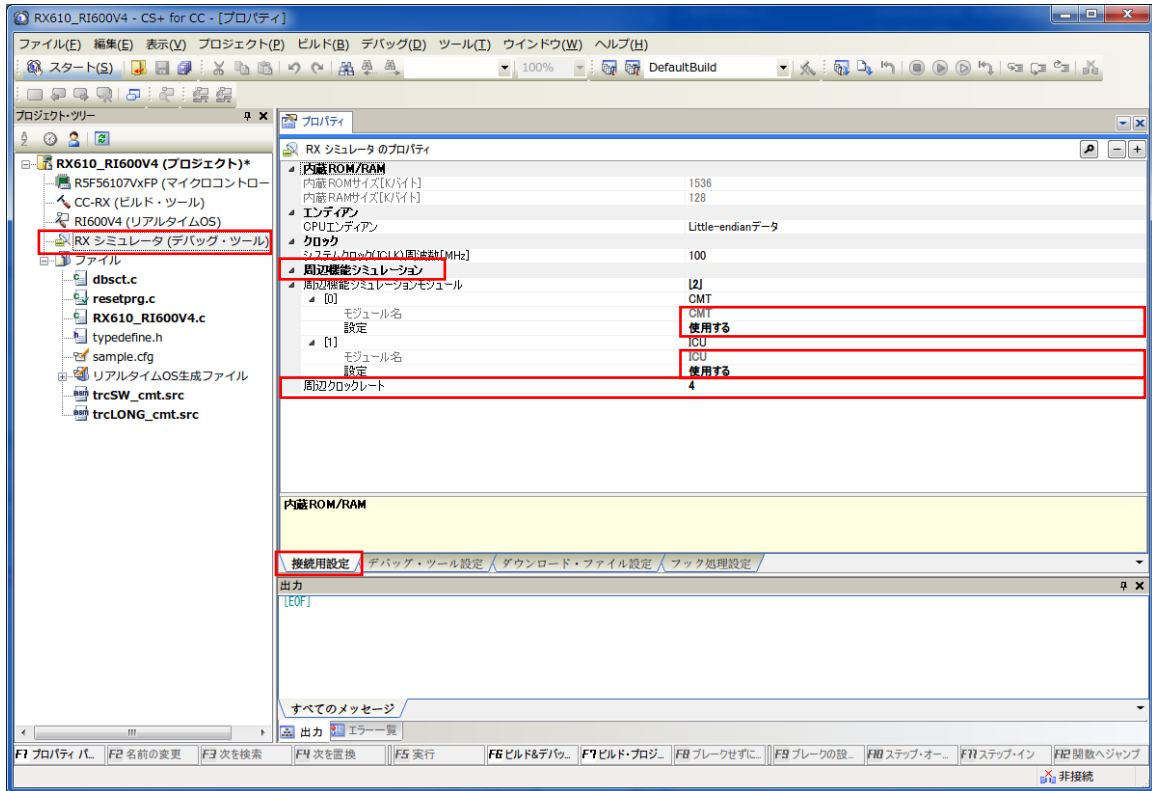 RX610_RI600V4 - CS+ for CC - [プロパティ]
ファイル(F) 編集(E) 表示(V) プロジェクト(P) ビルド(B) デバッグ(D) ツール(T) ウインドウ(W) ヘルプ(H)
スタート(S) 100% DefaultBuild
プロジェクト・ツリー
RX610_RI600V4 (プロジェクト)*
R5F56107VxFP (マイクロコントロー
CC-RX (ビルド・ツール)
RI600V4 (リアルタイムOS)
RX シミュレータ (デバッグ・ツール)
ファイル
dbsct.c
resetprg.c
RX610_RI600V4.c
typedefine.h
sample.cfg
リアルタイムOS生成ファイル
trcSW_cmt.src
trcLONG_cmt.src
プロパティ
RX シミュレータ のプロパティ
内蔵ROM/RAM
内蔵ROMサイズ[Kバイト] 1536
内蔵RAMサイズ[Kバイト] 128
エンディアン
CPUエンディアン Little-endianデータ
クロック
システムクロック(ICLK)周波数[MHz] 100
周辺機能シミュレーション
周辺機能シミュレーションモジュール [2]
[0] CMT
モジュール名 CMT
設定 使用する
[1] ICU
モジュール名 ICU
設定 使用する
周辺クロックレート 4
内蔵ROM/RAM
接続用設定 デバッグ・ツール設定 ダウンロード・ファイル設定 フック処理設定
出力
[EOF]
すべてのメッセージ
出力 エラー一覧
F1 プロパティ パ... F2 名前の変更 F3 次を検索 F4 次を置換 F5 実行 F6 ビルド&デバッ... F7 ビルド・プロジ... F8 ブレークせずに... F9 ブレークの設... F10 ステップ・オー... F11 ステップ・イン F12 関数へジャンプ
非接続